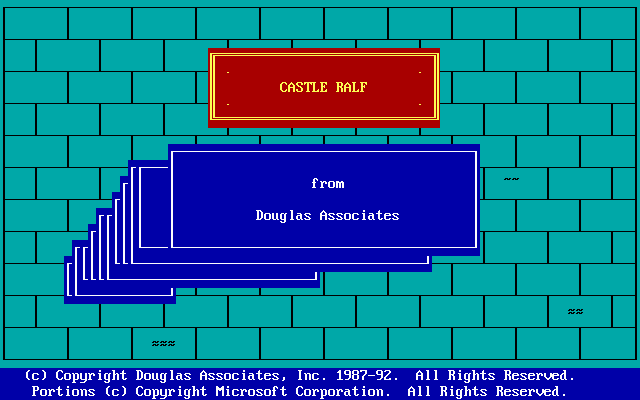 CASTLE RALF
from
Douglas Associates
≈≈
≈≈
≈≈≈
(c) Copyright Douglas Associates, Inc. 1987-92.  All Rights Reserved.
Portions (c) Copyright Microsoft Corporation.  All Rights Reserved.